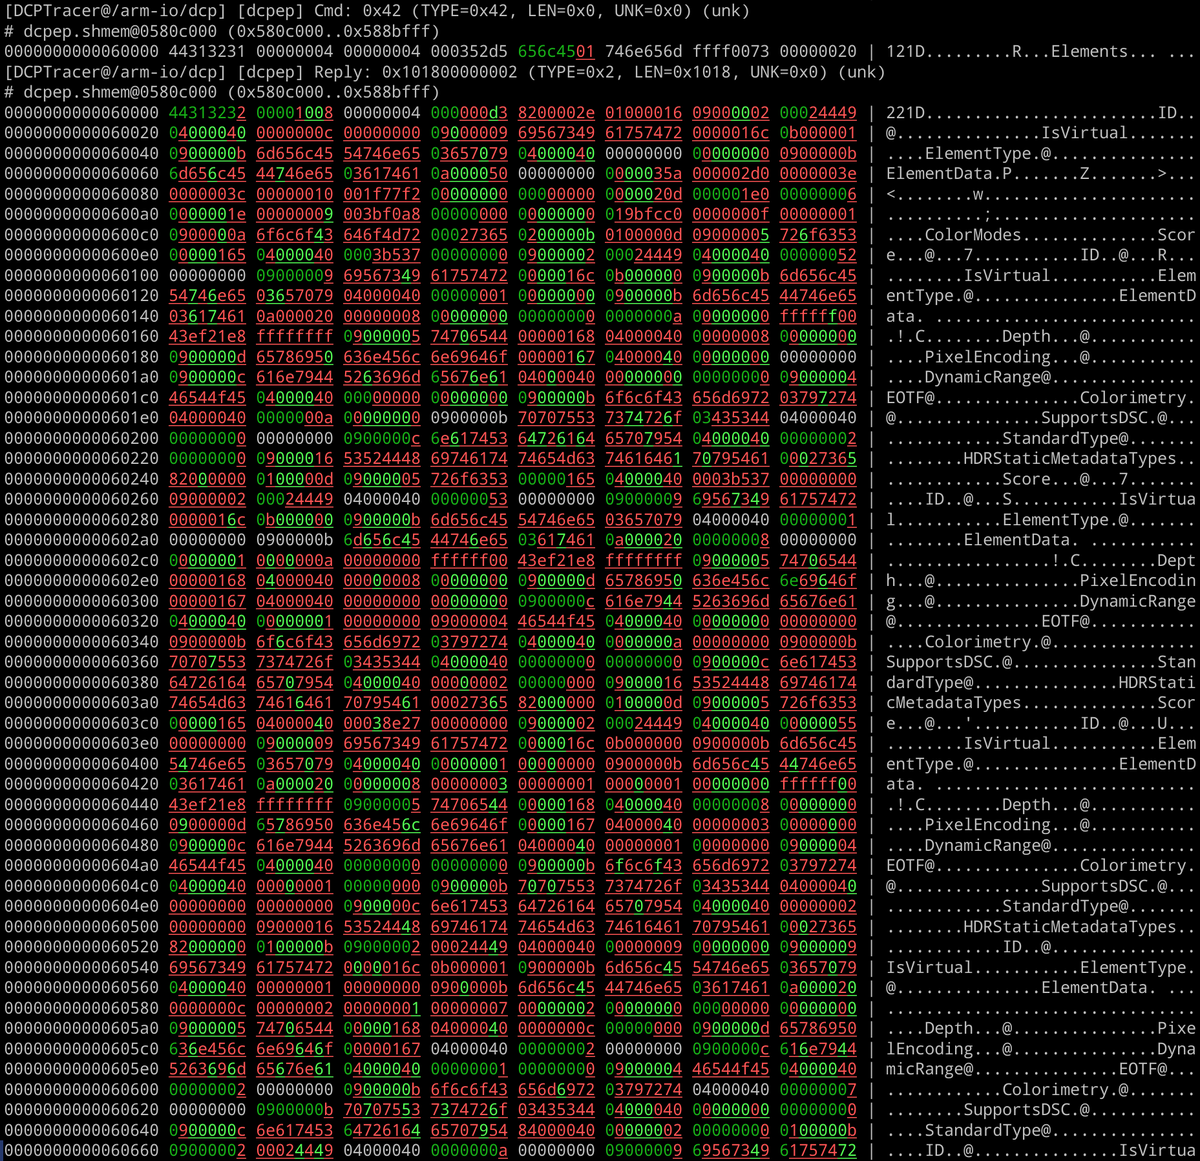 [DCPTracer@/arm-io/dcp] [dcpep] Cmd: 0x42 (TYPE=0x42, LEN=0x0, UNK=0x0) (unk)
# dcpep.shmem@0580c000 (0x580c000..0x588bfff)
0000000000000000 44313231 00000004 00000004 000352d5 656c4501 746e656d ffff0073 00000020 | 121D.......R...Elements... ...
[DCPTracer@/arm-io/dcp] [dcpep] Reply: 0x101800000002 (TYPE=0x2, LEN=0x1018, UNK=0x0) (unk)
# dcpep.shmem@0580c000 (0x580c000..0x588bfff)
0000000000060000 44313232 00001008 00000004 000000d3 8200002e 01000016 09000002 00024449 | 221D........................ID..
0000000000060020 04000040 0000000c 00000000 09000009 69567349 61757472 0000016c 0b000001 | @...............IsVirtual.......
0000000000060040 0900000b 6d656c45 54746e65 03657079 04000040 00000000 00000000 0900000b | ....ElementType.@...............
0000000000060060 6d656c45 44746e65 03617461 0a000050 00000000 0000035a 000002d0 0000003e | ElementData.P.......Z.......>...
0000000000060080 0000003c 00000010 001f77f2 00000000 00000000 0000020d 000001e0 00000006 | <........w......................
00000000000600a0 0000001e 00000009 003bf0a8 00000000 00000000 019bfcc0 0000000f 00000001 | ..........;.....................
00000000000600c0 0900000a 6f6c6f43 646f4d72 00027365 0200000b 0100000d 09000005 726f6353 | ....ColorModes..............Scor
00000000000600e0 00000165 04000040 0003b537 00000000 09000002 00024449 04000040 00000052 | e...@...7...........ID..@...R...
0000000000060100 00000000 09000009 69567349 61757472 0000016c 0b000000 0900000b 6d656c45 | ........IsVirtual...........Elem
0000000000060120 54746e65 03657079 04000040 00000001 00000000 0900000b 6d656c45 44746e65 | entType.@...............ElementD
0000000000060140 03617461 0a000020 00000008 00000000 00000000 0000000a 00000000 ffffff00 | ata. ...........................
0000000000060160 43ef21e8 ffffffff 09000005 74706544 00000168 04000040 00000008 00000000 | .!.C........Depth...@...........
0000000000060180 0900000d 65786950 636e456c 6e69646f 00000167 04000040 00000000 00000000 | ....PixelEncoding...@...........
00000000000601a0 0900000c 616e7944 5263696d 65676e61 04000040 00000000 00000000 09000004 | ....DynamicRange@...............
00000000000601c0 46544f45 04000040 00000000 00000000 0900000b 6f6c6f43 656d6972 03797274 | EOTF@...............Colorimetry.
00000000000601e0 04000040 0000000a 00000000 0900000b 70707553 7374726f 03435344 04000040 | @...............SupportsDSC.@...
0000000000060200 00000000 00000000 0900000c 6e617453 64726164 65707954 04000040 00000002 | ............StandardType@.......
0000000000060220 00000000 09000016 53524448 69746174 74654d63 74616461 70795461 00027365 | ........HDRStaticMetadataTypes..
0000000000060240 82000000 0100000d 09000005 726f6353 00000165 04000040 0003b537 00000000 | ............Score...@...7.......
0000000000060260 09000002 00024449 04000040 00000053 00000000 09000009 69567349 61757472 | ....ID..@...S...........IsVirtua
0000000000060280 0000016c 0b000000 0900000b 6d656c45 54746e65 03657079 04000040 00000001 | l...........ElementType.@.......
00000000000602a0 00000000 0900000b 6d656c45 44746e65 03617461 0a000020 00000008 00000000 | ........ElementData. ...........
00000000000602c0 00000001 0000000a 00000000 ffffff00 43ef21e8 ffffffff 09000005 74706544 | .................!.C........Dept
00000000000602e0 00000168 04000040 00000008 00000000 0900000d 65786950 636e456c 6e69646f | h...@...............PixelEncodin
0000000000060300 00000167 04000040 00000000 00000000 0900000c 616e7944 5263696d 65676e61 | g...@...............DynamicRange
0000000000060320 04000040 00000001 00000000 09000004 46544f45 04000040 00000000 00000000 | @...............EOTF@...........
0000000000060340 0900000b 6f6c6f43 656d6972 03797274 04000040 0000000a 00000000 0900000b | ....Colorimetry.@...............
0000000000060360 70707553 7374726f 03435344 04000040 00000000 00000000 0900000c 6e617453 | SupportsDSC.@...............Stan
0000000000060380 64726164 65707954 04000040 00000002 00000000 09000016 53524448 69746174 | dardType@...............HDRStati
00000000000603a0 74654d63 74616461 70795461 00027365 82000000 0100000d 09000005 726f6353 | cMetadataTypes..............Scor
00000000000603c0 00000165 04000040 00038e27 00000000 09000002 00024449 04000040 00000055 | e...@...'...........ID..@...U...
00000000000603e0 00000000 09000009 69567349 61757472 0000016c 0b000000 0900000b 6d656c45 | ........IsVirtual...........Elem
0000000000060400 54746e65 03657079 04000040 00000001 00000000 0900000b 6d656c45 44746e65 | entType.@...............ElementD
0000000000060420 03617461 0a000020 00000008 00000003 00000001 00000001 00000000 ffffff00 | ata. ...........................
0000000000060440 43ef21e8 ffffffff 09000005 74706544 00000168 04000040 00000008 00000000 | .!.C........Depth...@...........
0000000000060460 0900000d 65786950 636e456c 6e69646f 00000167 04000040 00000003 00000000 | ....PixelEncoding...@...........
0000000000060480 0900000c 616e7944 5263696d 65676e61 04000040 00000001 00000000 09000004 | ....DynamicRange@...............
00000000000604a0 46544f45 04000040 00000000 00000000 0900000b 6f6c6f43 656d6972 03797274 | EOTF@...............Colorimetry.
00000000000604c0 04000040 00000001 00000000 0900000b 70707553 7374726f 03435344 04000040 | @...............SupportsDSC.@...
00000000000604e0 00000000 00000000 0900000c 6e617453 64726164 65707954 04000040 00000002 | ............StandardType@.......
0000000000060500 00000000 09000016 53524448 69746174 74654d63 74616461 70795461 00027365 | ........HDRStaticMetadataTypes..
0000000000060520 82000000 0100000b 09000002 00024449 04000040 00000009 00000000 09000009 | ............ID..@...............
0000000000060540 69567349 61757472 0000016c 0b000001 0900000b 6d656c45 54746e65 03657079 | IsVirtual...........ElementType.
0000000000060560 04000040 00000001 00000000 0900000b 6d656c45 44746e65 03617461 0a000020 | @...............ElementData. ...
0000000000060580 0000000c 00000002 00000001 00000007 00000002 00000000 00000000 00000000 | ................................
00000000000605a0 09000005 74706544 00000168 04000040 0000000c 00000000 0900000d 65786950 | ....Depth...@...............Pixe
00000000000605c0 636e456c 6e69646f 00000167 04000040 00000002 00000000 0900000c 616e7944 | lEncoding...@...............Dyna
00000000000605e0 5263696d 65676e61 04000040 00000001 00000000 09000004 46544f45 04000040 | micRange@...............EOTF@...
0000000000060600 00000002 00000000 0900000b 6f6c6f43 656d6972 03797274 04000040 00000007 | ............Colorimetry.@.......
0000000000060620 00000000 0900000b 70707553 7374726f 03435344 04000040 00000000 00000000 | ........SupportsDSC.@...........
0000000000060640 0900000c 6e617453 64726164 65707954 84000040 00000002 00000000 0100000b | ....StandardType@...............
0000000000060660 09000002 00024449 04000040 0000000a 00000000 09000009 69567349 61757472 | ....ID..@...............IsVirtua